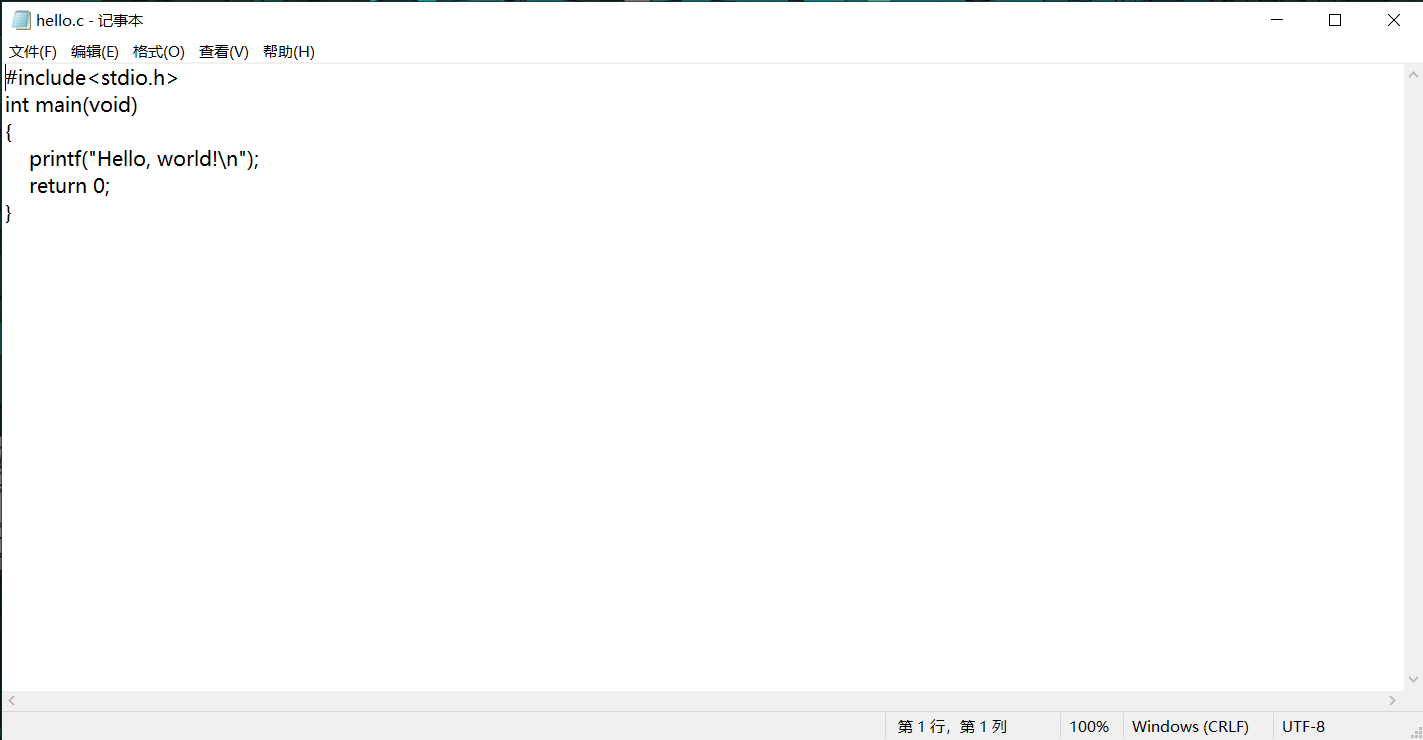 hello.c - 记事本
文件(F) 编辑(E) 格式(O) 查看(V) 帮助(H)
#include<stdio.h>
int main(void)
{
    printf("Hello, world!\n");
    return 0;
}
第 1 行，第 1 列 100% Windows (CRLF) UTF-8